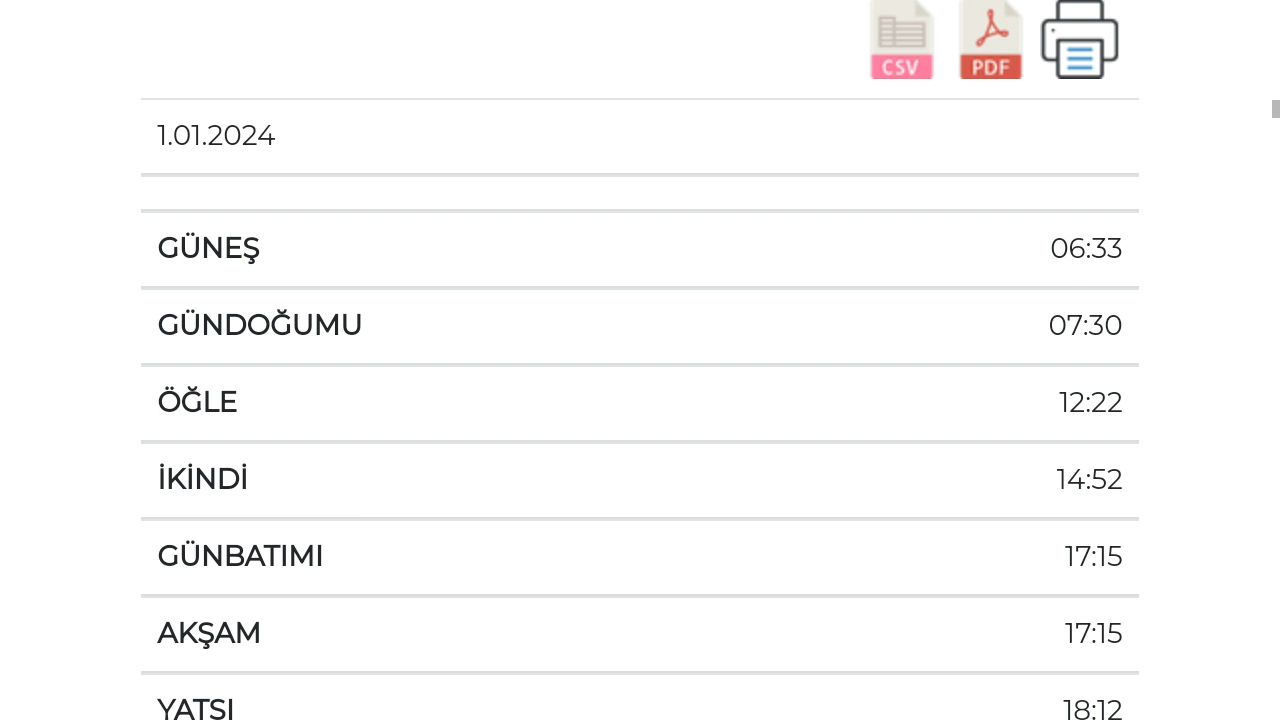 CSV PDF
1.01.2024
GÜNEŞ 06:33
GÜNDOĞUMU 07:30
ÖĞLE 12:22
İKİNDİ 14:52
GÜNBATIMI 17:15
AKŞAM 17:15
YATSI 18:12